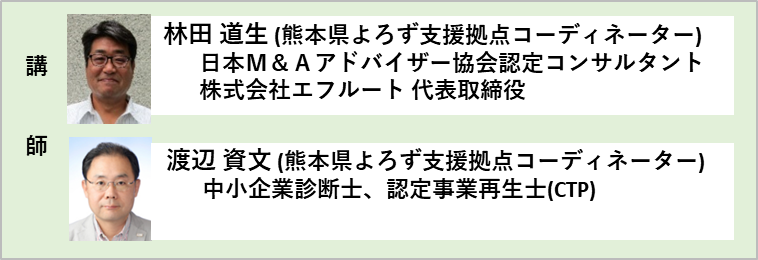 講師
林田 道生 (熊本県よろず支援拠点コーディネーター)
日本Ｍ＆Ａアドバイザー協会認定コンサルタント
株式会社エフルート 代表取締役
渡辺 資文 (熊本県よろず支援拠点コーディネーター)
中小企業診断士、認定事業再生士(CTP)